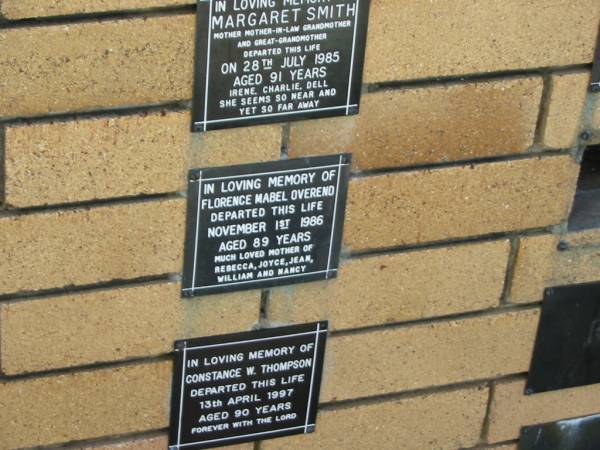 IN LOVING MEMORY OF
MARGARET SMITH
MOTHER MOTHER-IN-LAW GRANDMOTHER
AND GREAT-GRANDMOTHER
DEPARTED THIS LIFE
ON 28TH JULY 1985
AGED 91 YEARS
IRENE, CHARLIE, DELL
SHE SEEMS SO NEAR AND
YET SO FAR AWAY
IN LOVING MEMORY OF
FLORENCE MABEL OVEREND
DEPARTED THIS LIFE
NOVEMBER 1ST 1986
AGED 89 YEARS
MUCH LOVED MOTHER OF
REBECCA, JOYCE, JEAN,
WILLIAM AND NANCY
IN LOVING MEMORY OF
CONSTANCE W. THOMPSON
DEPARTED THIS LIFE
13th APRIL 1997
AGED 90 YEARS
FOREVER WITH THE LORD